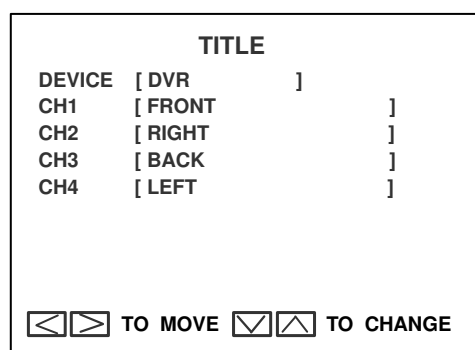 TITLE
DEVICE [ DVR ]
CH1 [ FRONT ]
CH2 [ RIGHT ]
CH3 [ BACK ]
CH4 [ LEFT ]
TO MOVE TO CHANGE